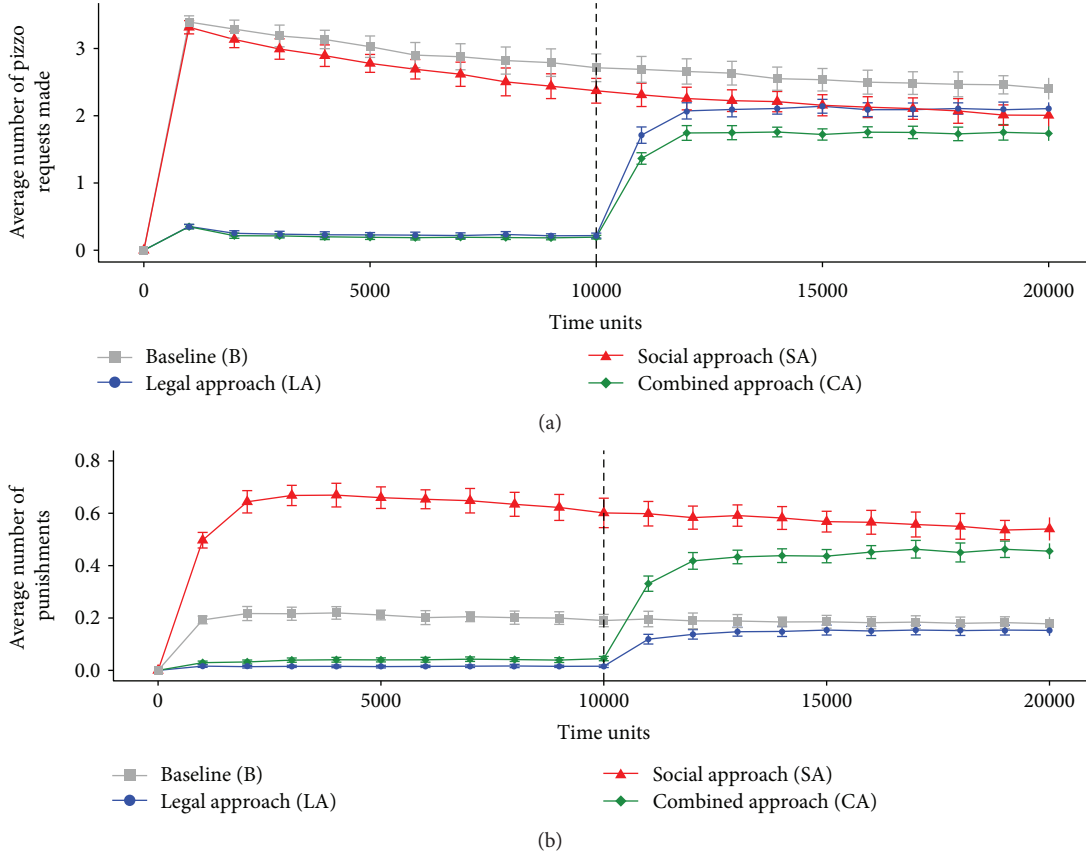 Average number of pizzo
requests made
3
2
1
0
0 5000 10000 15000 20000
Time units
Baseline (B)
Legal approach (LA)
Social approach (SA)
Combined approach (CA)
(a)
Average number of
punishments
0.8
0.6
0.4
0.2
0.0
0 5000 10000 15000 20000
Time units
Baseline (B)
Legal approach (LA)
Social approach (SA)
Combined approach (CA)
(b)